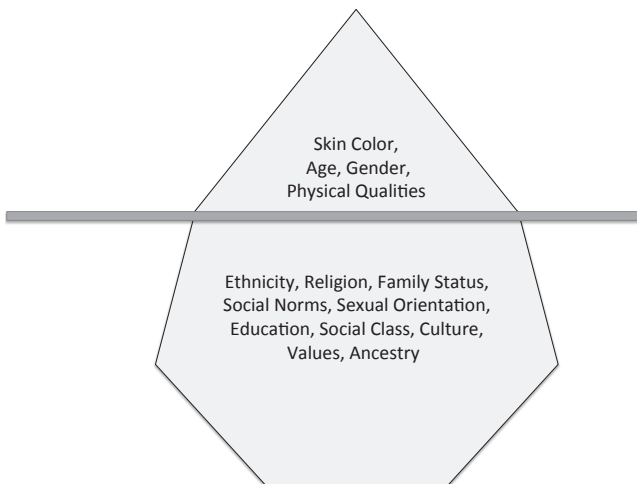 Skin Color,
Age, Gender,
Physical Qualities
Ethnicity, Religion, Family Status,
Social Norms, Sexual Orientation,
Education, Social Class, Culture,
Values, Ancestry